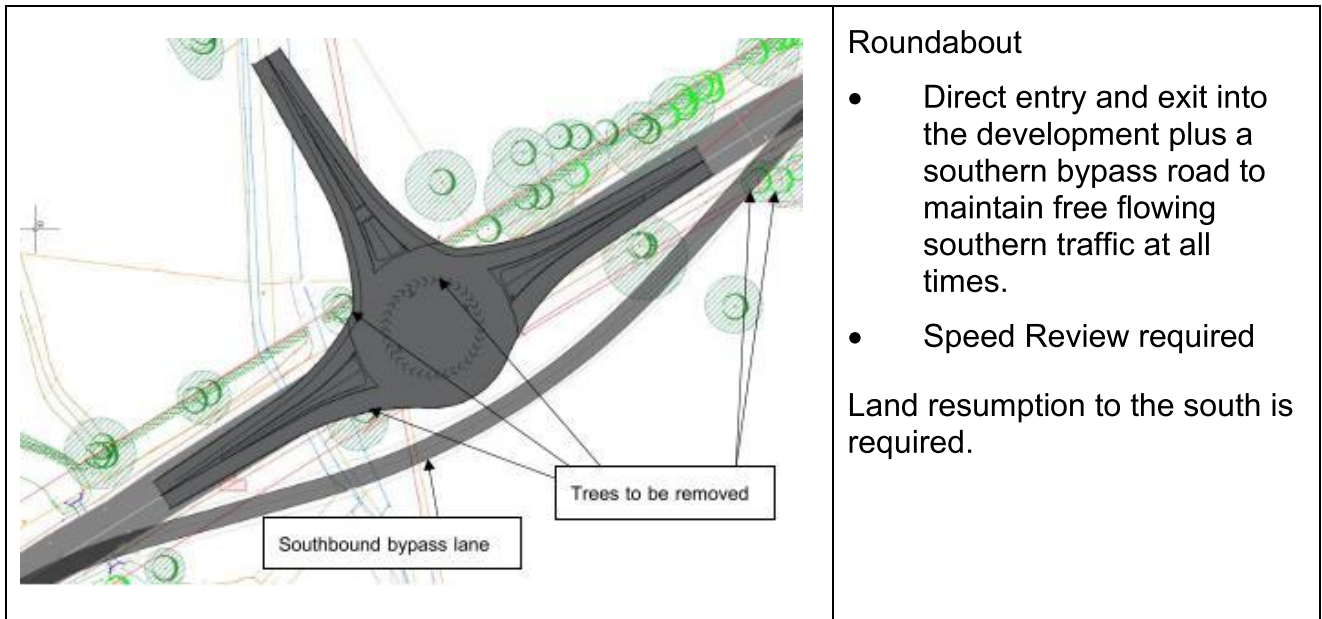 Roundabout
• Direct entry and exit into
the development plus a
southern bypass road to
maintain free flowing
southern traffic at all
times.
• Speed Review required
Land resumption to the south is
required.
Trees to be removed
Southbound bypass lane